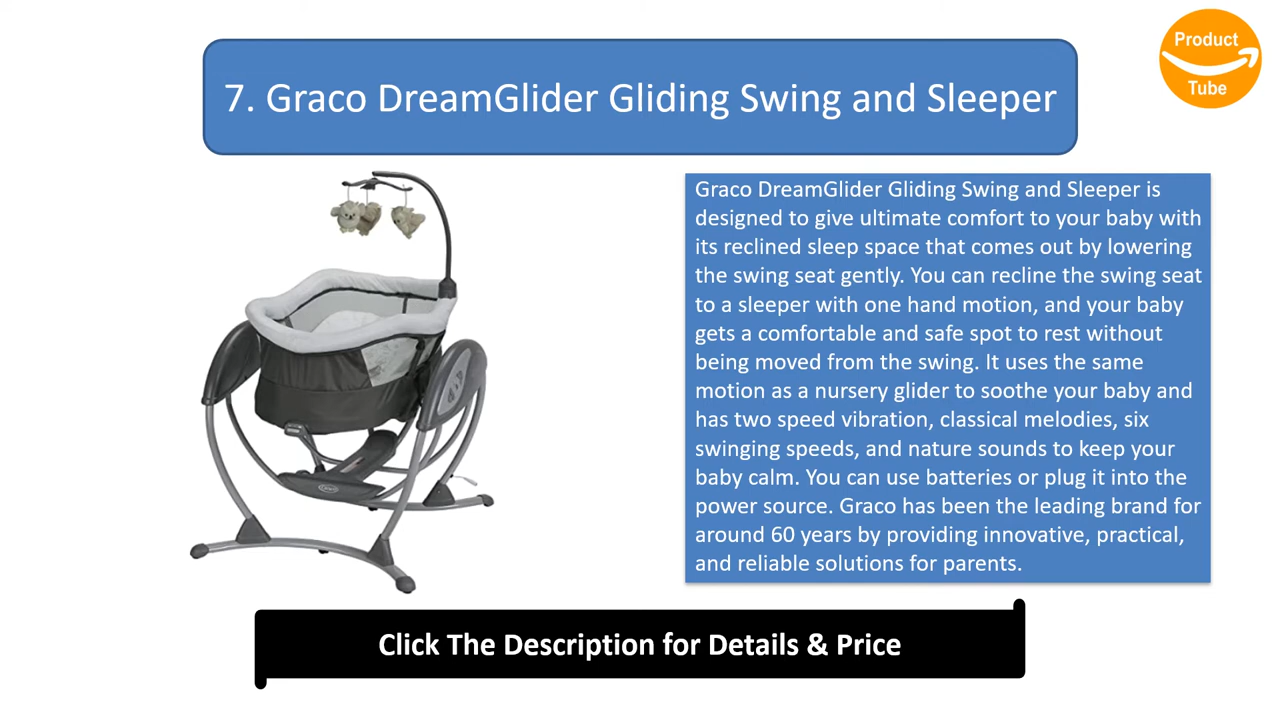 Product
Tube
7. Graco DreamGlider Gliding Swing and Sleeper
Graco DreamGlider Gliding Swing and Sleeper is
designed to give ultimate comfort to your baby with
its reclined sleep space that comes out by lowering
the swing seat gently. You can recline the swing seat
to a sleeper with one hand motion, and your baby
gets a comfortable and safe spot to rest without
being moved from the swing. It uses the same
motion as a nursery glider to soothe your baby and
has two speed vibration, classical melodies, six
swinging speeds, and nature sounds to keep your
baby calm. You can use batteries or plug it into the
power source. Graco has been the leading brand for
around 60 years by providing innovative, practical,
and reliable solutions for parents.
Click The Description for Details & Price